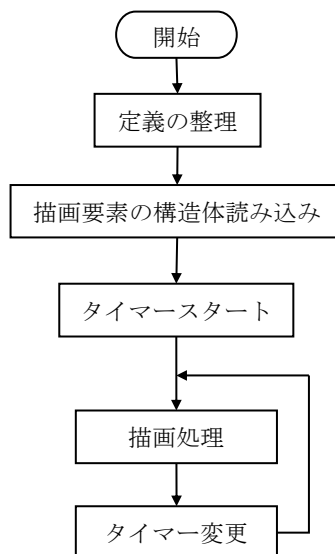 開始
定義の整理
描画要素の構造体読み込み
タイマースタート
描画処理
タイマー変更